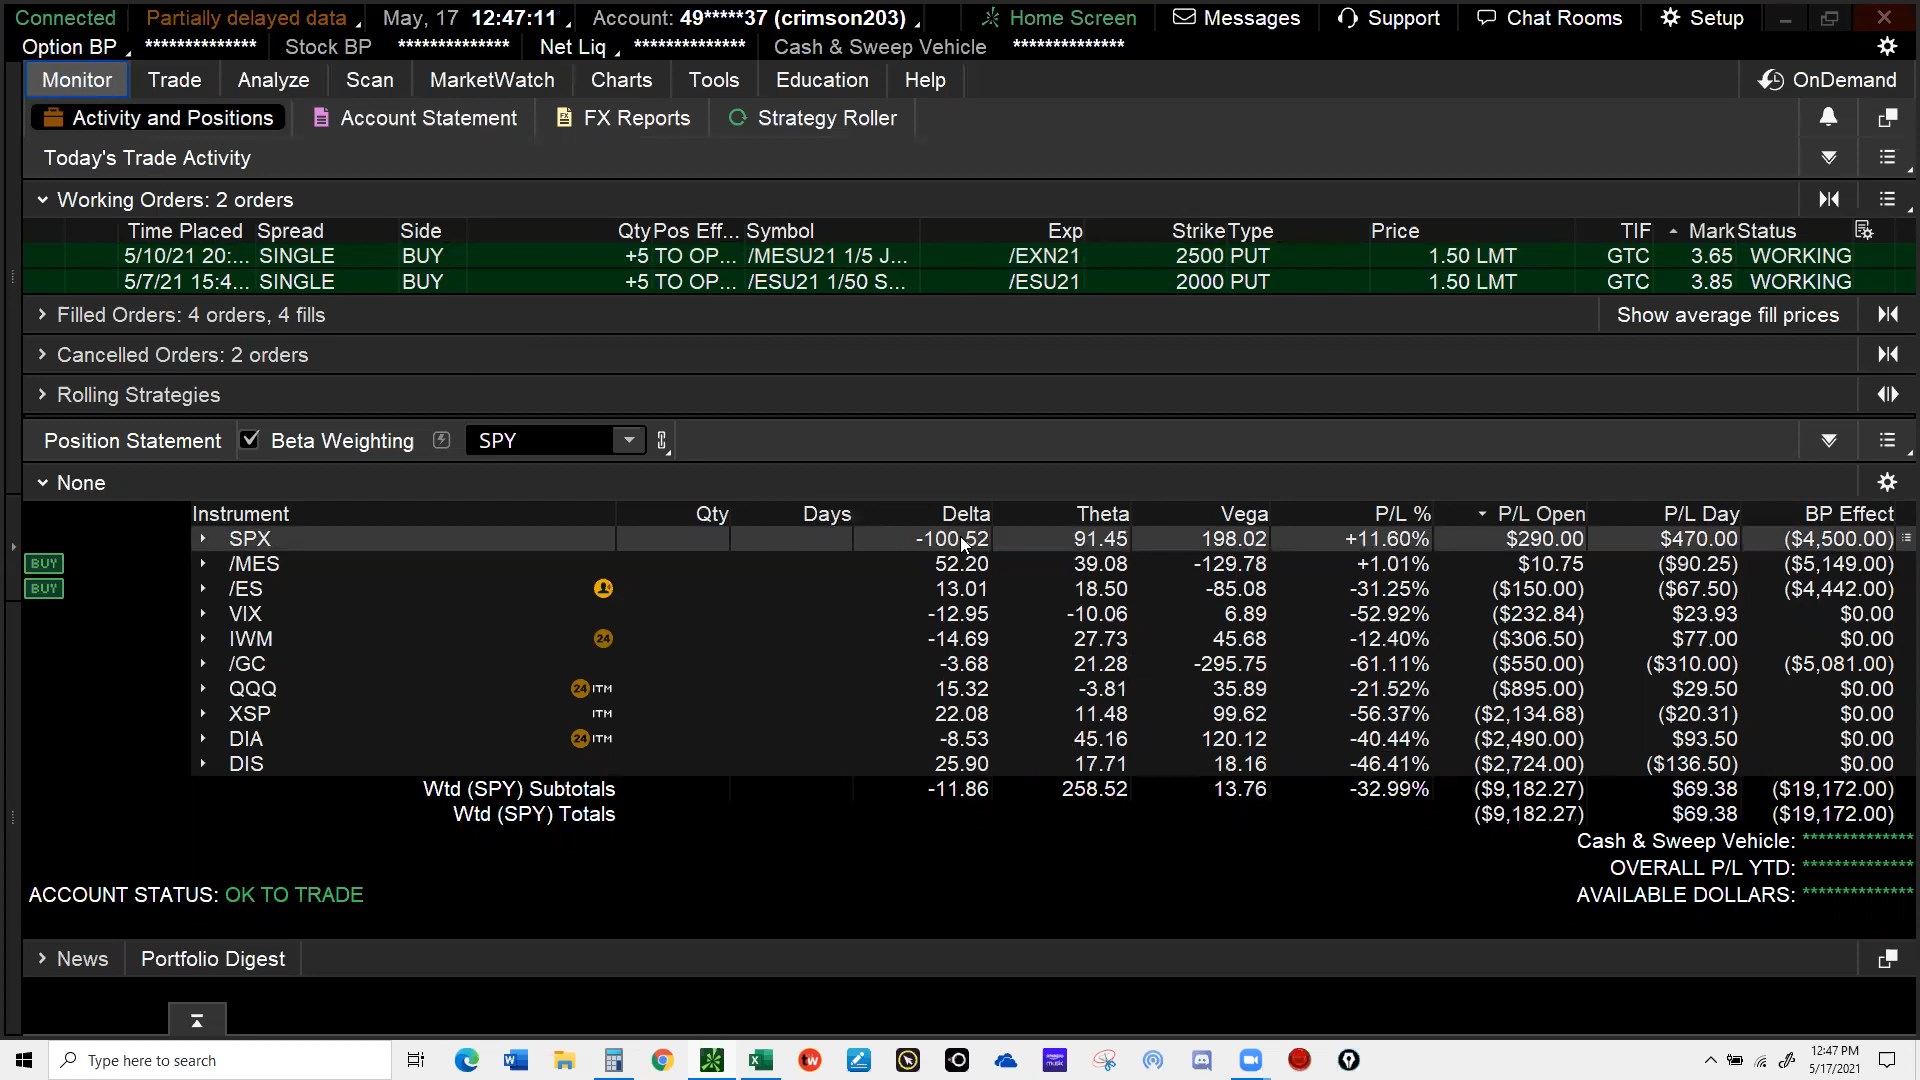 Connected Partially delayed data May, 17 12:47:11 Account: 49*****37 (crimson203) Home Screen Messages Support Chat Rooms Setup
Option BP ************** Stock BP ************** Net Liq ************** Cash & Sweep Vehicle **************
Monitor Trade Analyze Scan MarketWatch Charts Tools Education Help OnDemand
Activity and Positions Account Statement FX Reports Strategy Roller
Today's Trade Activity
Working Orders: 2 orders
Time Placed Spread Side Qty Pos Eff... Symbol Exp Strike Type Price TIF Mark Status
5/10/21 20:... SINGLE BUY +5 TO OP... /MESU21 1/5 J... /EXN21 2500 PUT 1.50 LMT GTC 3.65 WORKING
5/7/21 15:4... SINGLE BUY +5 TO OP... /ESU21 1/50 S... /ESU21 2000 PUT 1.50 LMT GTC 3.85 WORKING
Filled Orders: 4 orders, 4 fills Show average fill prices
Cancelled Orders: 2 orders
Rolling Strategies
Position Statement Beta Weighting SPY
None
Instrument Qty Days Delta Theta Vega P/L % P/L Open P/L Day BP Effect
SPX -100.52 91.45 198.02 +11.60% $290.00 $470.00 ($4,500.00)
BUY /MES 52.20 39.08 -129.78 +1.01% $10.75 ($90.25) ($5,149.00)
BUY /ES 13.01 18.50 -85.08 -31.25% ($150.00) ($67.50) ($4,442.00)
VIX -12.95 -10.06 6.89 -52.92% ($232.84) $23.93 $0.00
IWM 24 -14.69 27.73 45.68 -12.40% ($306.50) $77.00 $0.00
/GC -3.68 21.28 -295.75 -61.11% ($550.00) ($310.00) ($5,081.00)
QQQ 24 ITM 15.32 -3.81 35.89 -21.52% ($895.00) $29.50 $0.00
XSP ITM 22.08 11.48 99.62 -56.37% ($2,134.68) ($20.31) $0.00
DIA 24 ITM -8.53 45.16 120.12 -40.44% ($2,490.00) $93.50 $0.00
DIS 25.90 17.71 18.16 -46.41% ($2,724.00) ($136.50) $0.00
Wtd (SPY) Subtotals -11.86 258.52 13.76 -32.99% ($9,182.27) $69.38 ($19,172.00)
Wtd (SPY) Totals ($9,182.27) $69.38 ($19,172.00)
Cash & Sweep Vehicle: **************
OVERALL P/L YTD: **************
ACCOUNT STATUS: OK TO TRADE AVAILABLE DOLLARS: **************
News Portfolio Digest
Type here to search
12:47 PM
5/17/2021